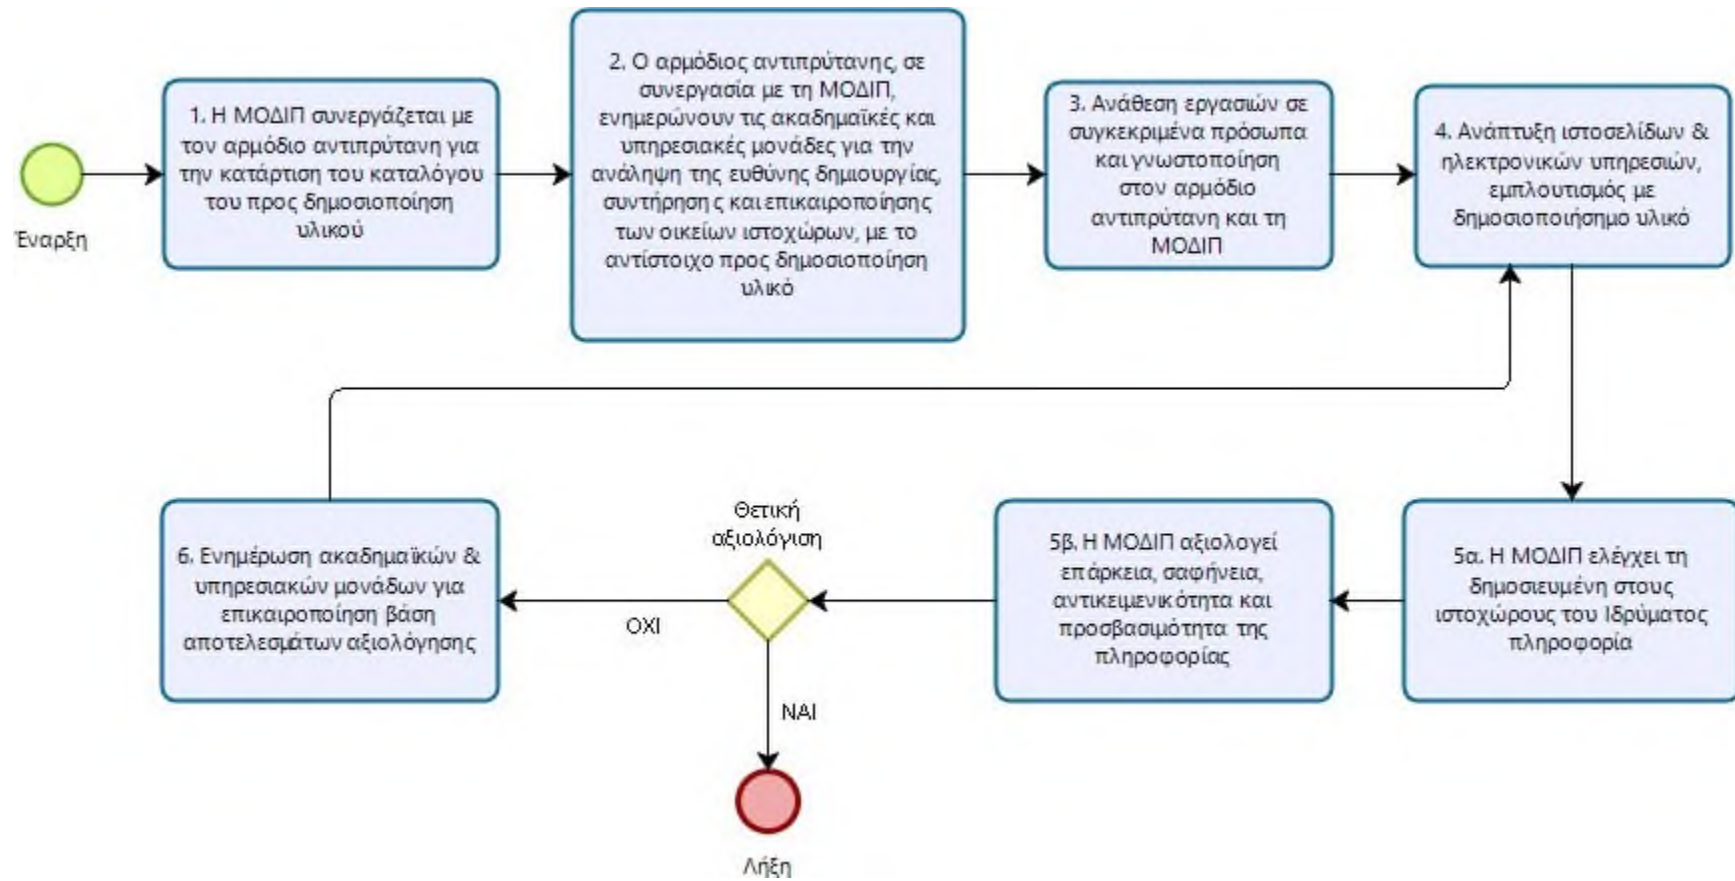 Έναρξη
1. Η ΜΟΔΙΠ συνεργάζεται με
τον αρμόδιο αντιπρύτανη για
την κατάρτιση του καταλόγου
του προς δημοσιοποίηση
υλικού
2. Ο αρμόδιος αντιπρύτανης, σε
συνεργασία με τη ΜΟΔΙΠ,
ενημερώνουν τις ακαδημαϊκές και
υπηρεσιακές μονάδες για την
ανάληψη της ευθύνης δημιουργίας,
συντήρησης και επικαιροποίησης
των οικείων ιστοχώρων, με το
αντίστοιχο προς δημοσιοποίηση
υλικό
3. Ανάθεση εργασιών σε
συγκεκριμένα πρόσωπα
και γνωστοποίηση
στον αρμόδιο
αντιπρύτανη και τη
ΜΟΔΙΠ
4. Ανάπτυξη ιστοσελίδων &
ηλεκτρονικών υπηρεσιών,
εμπλουτισμός με
δημοσιοποιήσημο υλικό
5α. Η ΜΟΔΙΠ ελέγχει τη
δημοσιευμένη στους
ιστοχώρους του Ιδρύματος
πληροφορία
5β. Η ΜΟΔΙΠ αξιολογεί
επάρκεια, σαφήνεια,
αντικειμενικότητα και
προσβασιμότητα της
πληροφορίας
Θετική
αξιολόγιση
ΟΧΙ
ΝΑΙ
6. Ενημέρωση ακαδημαϊκών &
υπηρεσιακών μονάδων για
επικαιροποίηση βάση
αποτελεσμάτων αξιολόγησης
Λήξη